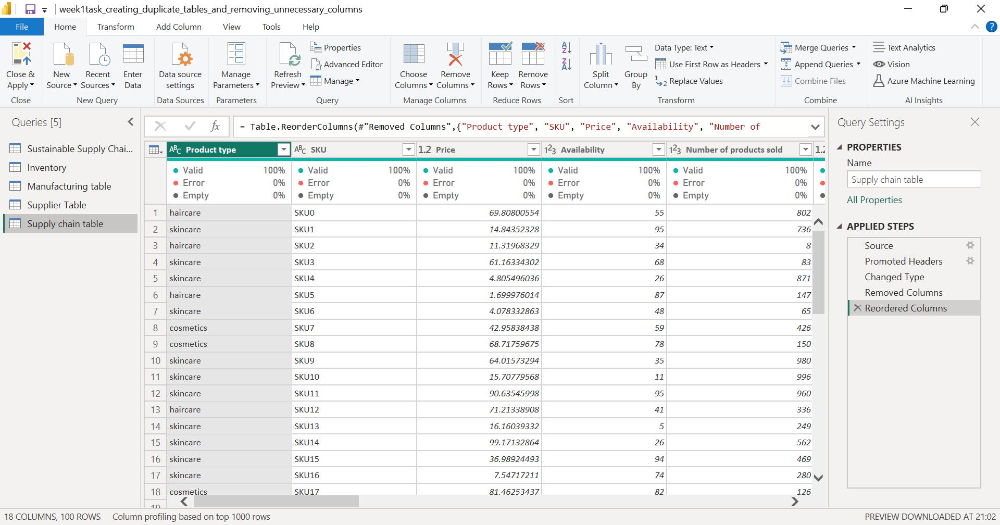 week1task_creating_duplicate_tables_and_removing_unnecessary_columns
File Home Transform Add Column View Tools Help
Close & Apply
New Source
Recent Sources
Enter Data
Data source settings
Manage Parameters
Refresh Preview
Properties
Advanced Editor
Manage
Choose Columns
Remove Columns
Keep Rows
Remove Rows
A Z
Z A
Split Column
Group By
Data Type: Text
Use First Row as Headers
1 2 Replace Values
Merge Queries
Append Queries
Combine Files
Text Analytics
Vision
Azure Machine Learning
Close New Query Data Sources Parameters Query Manage Columns Reduce Rows Sort Transform Combine AI Insights
?
Queries [5]
Sustainable Supply Chai...
Inventory
Manufacturing table
Supplier Table
Supply chain table
fx = Table.ReorderColumns(#"Removed Columns",{"Product type", "SKU", "Price", "Availability", "Number of
ABC Product type ABC SKU 1.2 Price 123 Availability 123 Number of products sold 1.2
Valid 100% Valid 100% Valid 100% Valid 100% Valid 100%
Error 0% Error 0% Error 0% Error 0% Error 0%
Empty 0% Empty 0% Empty 0% Empty 0% Empty 0%
1 haircare SKU0 69.80800554 55 802
2 skincare SKU1 14.84352328 95 736
3 haircare SKU2 11.31968329 34 8
4 skincare SKU3 61.16334302 68 83
5 skincare SKU4 4.805496036 26 871
6 haircare SKU5 1.699976014 87 147
7 skincare SKU6 4.078332863 48 65
8 cosmetics SKU7 42.95838438 59 426
9 cosmetics SKU8 68.71759675 78 150
10 skincare SKU9 64.01573294 35 980
11 skincare SKU10 15.70779568 11 996
12 skincare SKU11 90.63545998 95 960
13 haircare SKU12 71.21338908 41 336
14 skincare SKU13 16.16039332 5 249
15 skincare SKU14 99.17132864 26 562
16 skincare SKU15 36.98924493 94 469
17 skincare SKU16 7.54717211 74 280
18 cosmetics SKU17 81.46253437 82 126
19
Query Settings
PROPERTIES
Name
Supply chain table
All Properties
APPLIED STEPS
Source
Promoted Headers
Changed Type
Removed Columns
Reordered Columns
18 COLUMNS, 100 ROWS Column profiling based on top 1000 rows PREVIEW DOWNLOADED AT 21:02